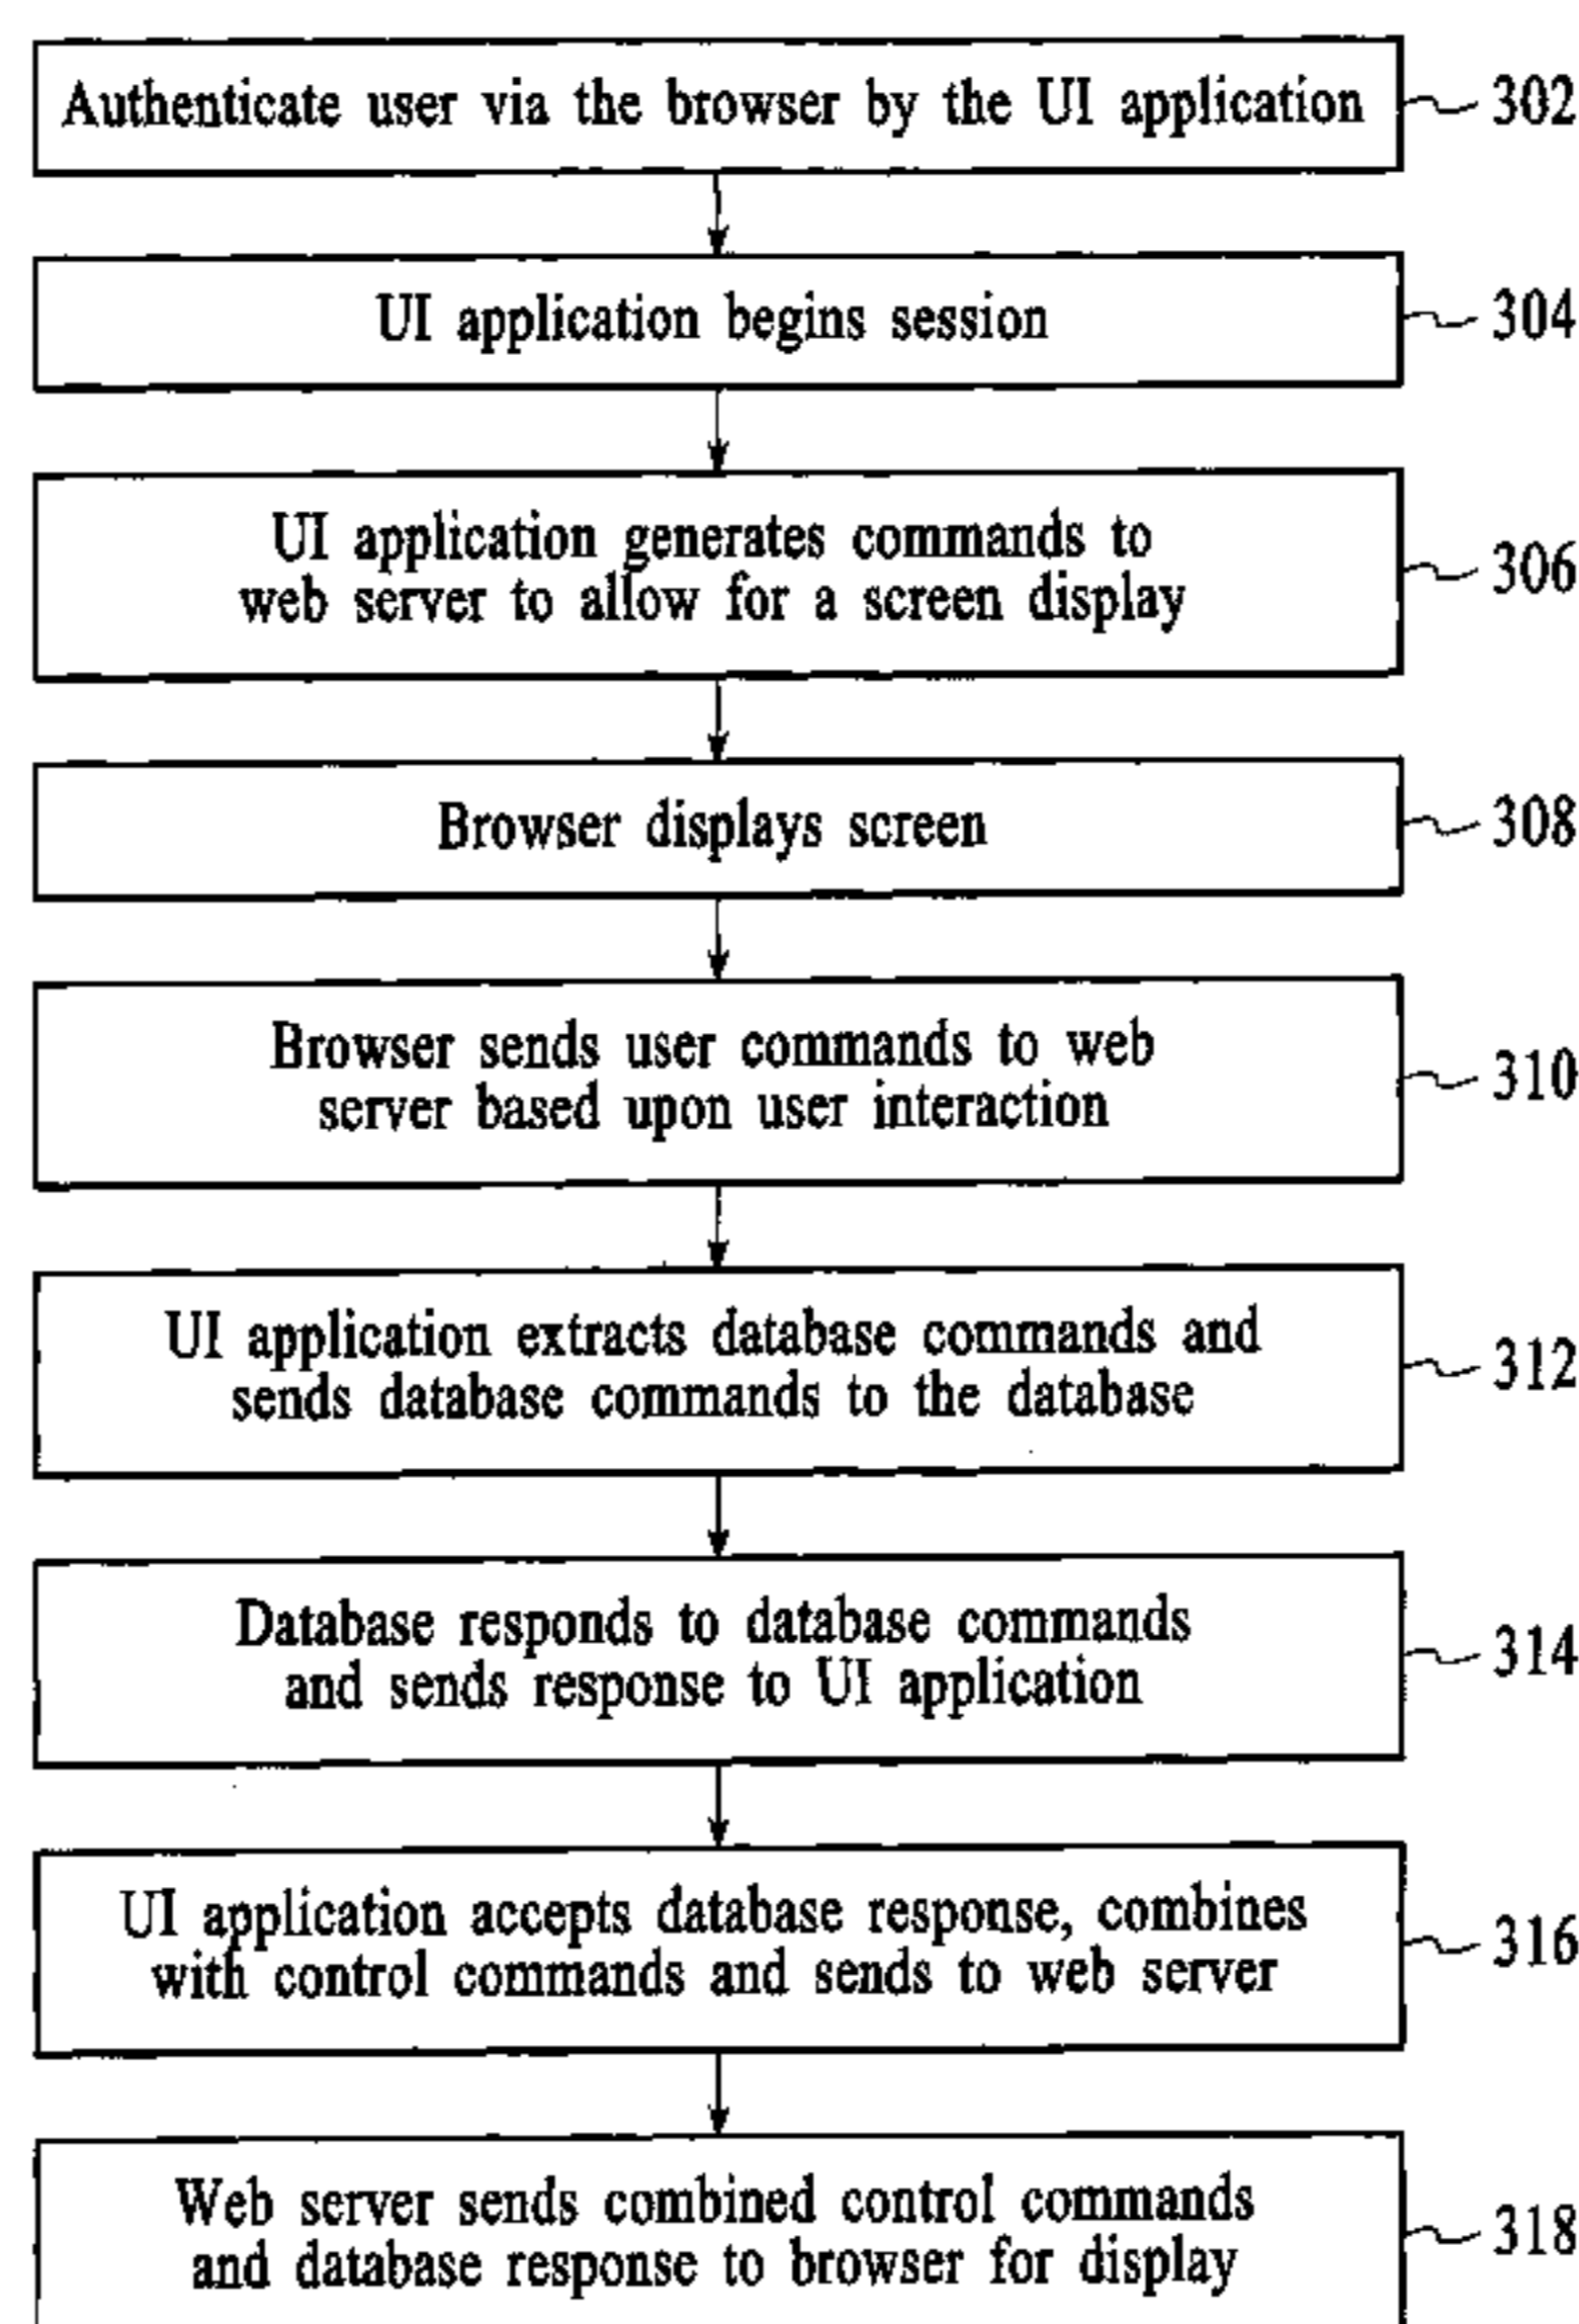 Authenticate user via the browser by the UI application
302
UI application begins session
304
UI application generates commands to
web server to allow for a screen display
306
Browser displays screen
308
Browser sends user commands to web
server based upon user interaction
310
UI application extracts database commands and
sends database commands to the database
312
Database responds to database commands
and sends response to UI application
314
UI application accepts database response, combines
with control commands and sends to web server
316
Web server sends combined control commands
and database response to browser for display
318